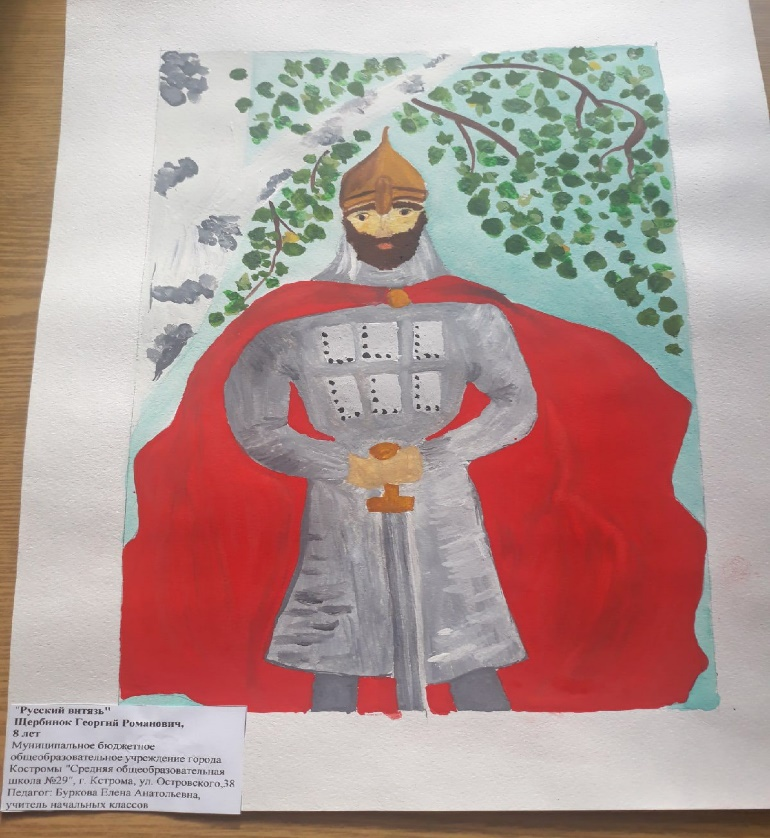 "Русский витязь"
Щербинок Георгий Романович,
8 лет
Муниципальное бюджетное
общеобразовательное учреждение города
Костромы "Средняя общеобразовательная
школа №29", г. Кстрома, ул. Островского,38
Педагог: Буркова Елена Анатольевна,
учитель начальных классов